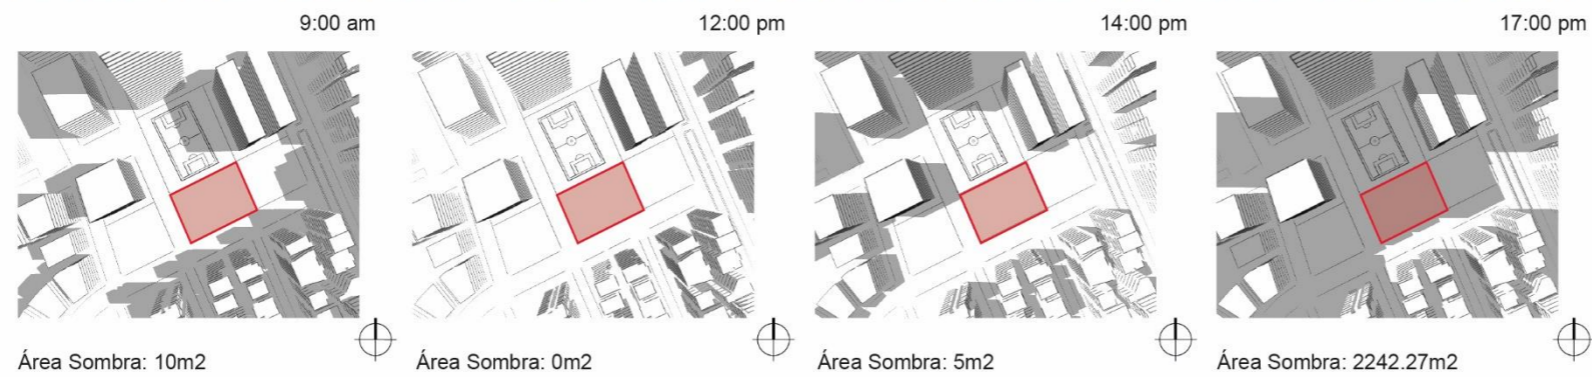 9:00 am
12:00 pm
14:00 pm
17:00 pm
Área Sombra: 10m2
Área Sombra: 0m2
Área Sombra: 5m2
Área Sombra: 2242.27m2